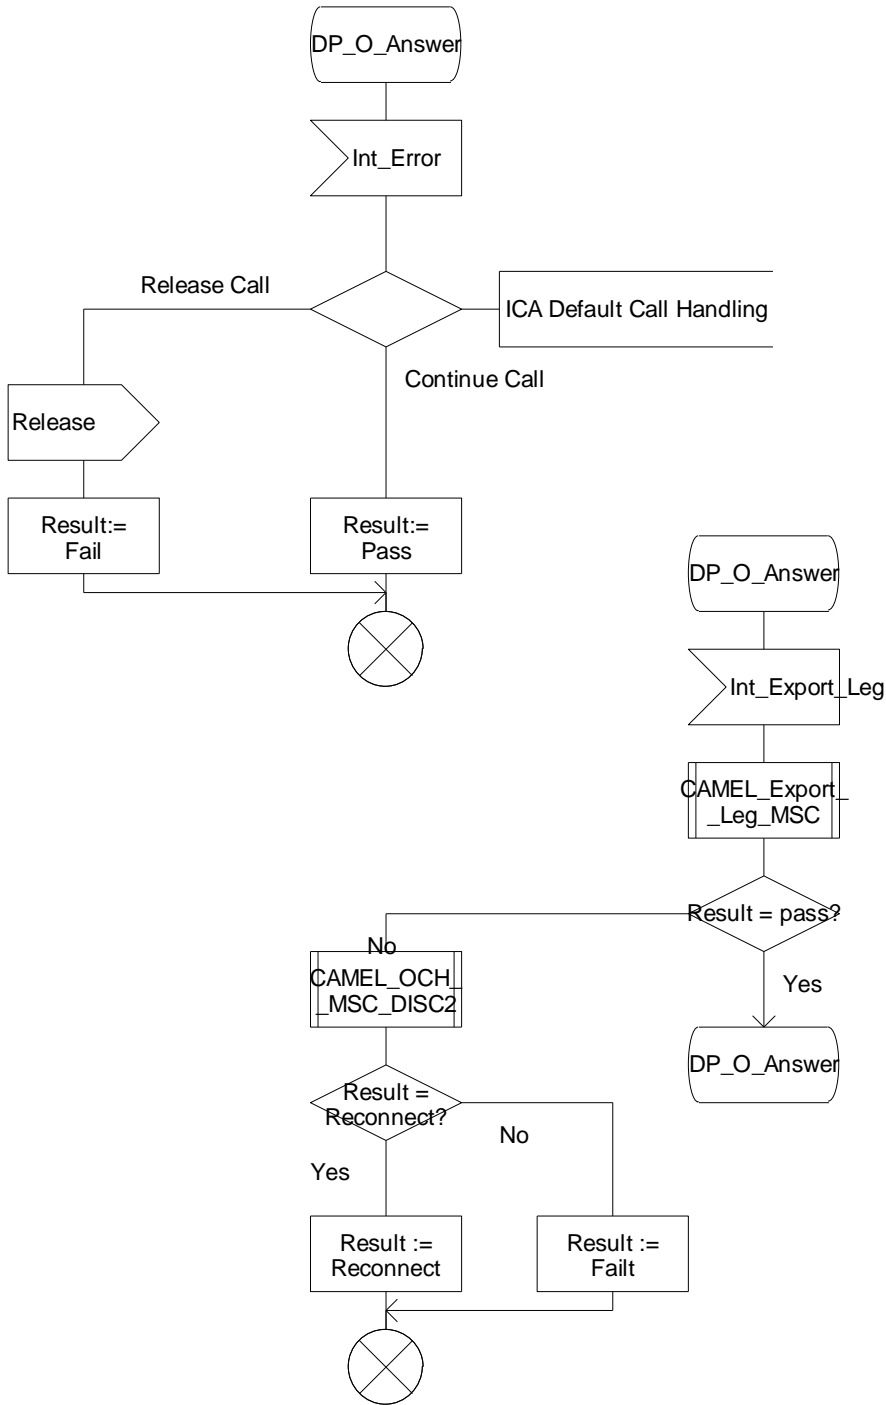 DP_O_Answer
Int_Error
Release Call
ICA Default Call Handling
Continue Call
Release
Result:=
Fail
Result:=
Pass
DP_O_Answer
Int_Export_Leg
CAMEL_Export_
_Leg_MSC
Result = pass?
No
Yes
CAMEL_OCH_
_MSC_DISC2
DP_O_Answer
Result =
Reconnect?
No
Yes
Result :=
Reconnect
Result :=
Failt